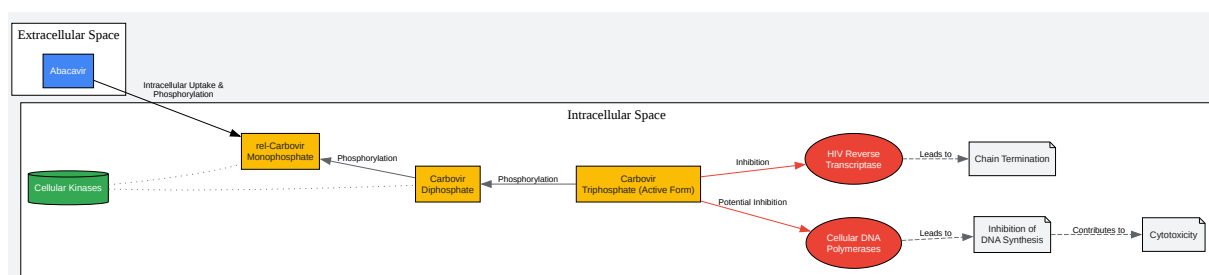 Extracellular Space
Abacavir
Intracellular Uptake &
Phosphorylation
Intracellular Space
rel-Carbovir
Monophosphate
Cellular Kinases
Phosphorylation
Carbovir
Diphosphate
Phosphorylation
Carbovir
Triphosphate (Active Form)
Inhibition
HIV Reverse
Transcriptase
Leads to
Chain Termination
Potential Inhibition
Cellular DNA
Polymerases
Leads to
Inhibition of
DNA Synthesis
Contributes to
Cytotoxicity